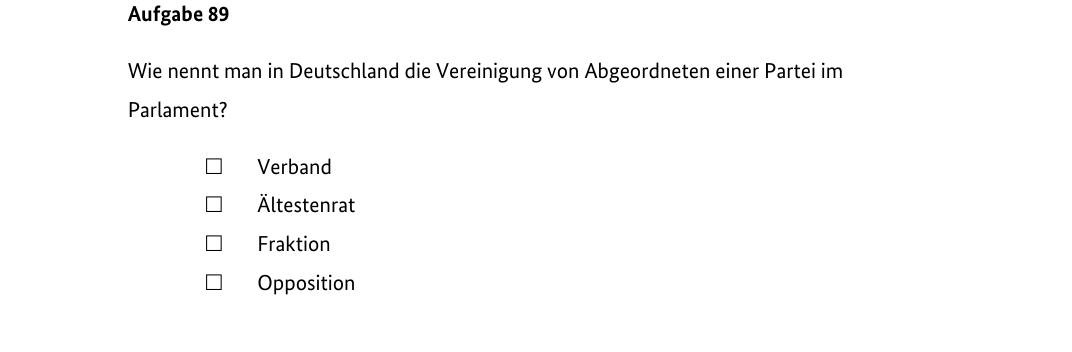 Aufgabe 89
Wie nennt man in Deutschland die Vereinigung von Abgeordneten einer Partei im
Parlament?
☐ Verband
☐ Ältestenrat
☐ Fraktion
☐ Opposition